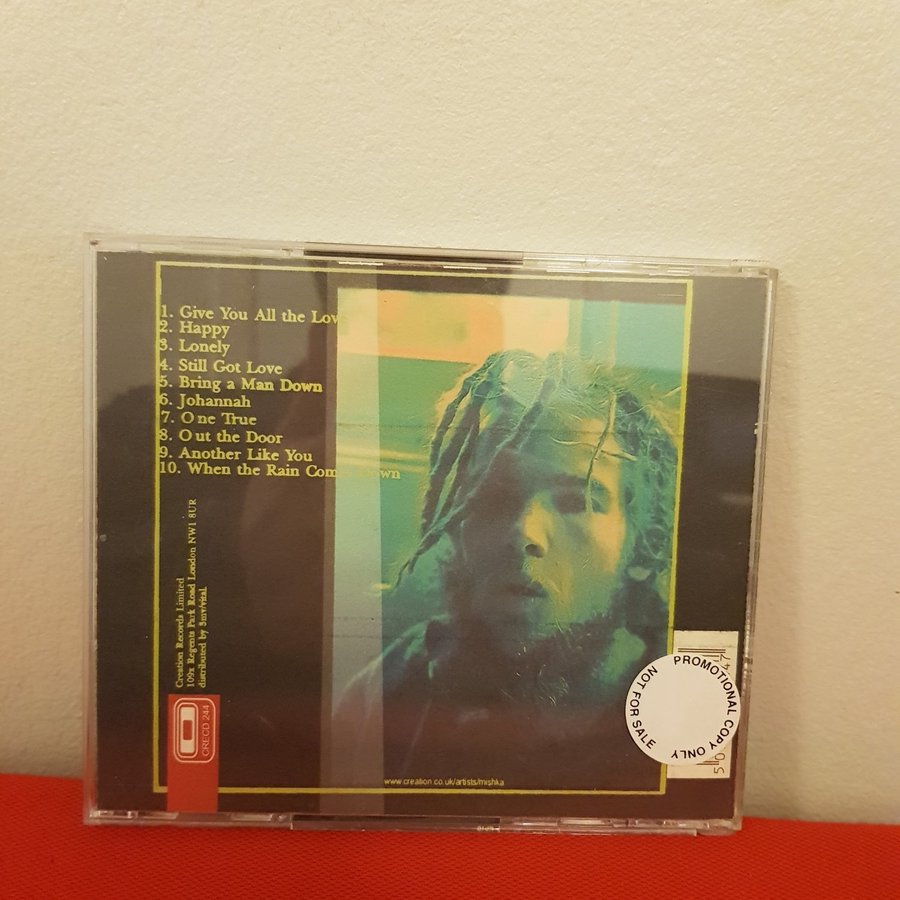 1. Give You All the Love
2. Happy
3. Lonely
4. Still Got Love
5. Bring a Man Down
6. Johannah
7. One True
8. Out the Door
9. Another Like You
10. When the Rain Comes Down
Creation Records Limited
109x Regents Park Road London NW1 8UR
distributed by 3mv/vital.
CRECD 244
www.creation.co.uk/artists/mishka
PROMOTIONAL COPY ONLY
NOT FOR SALE